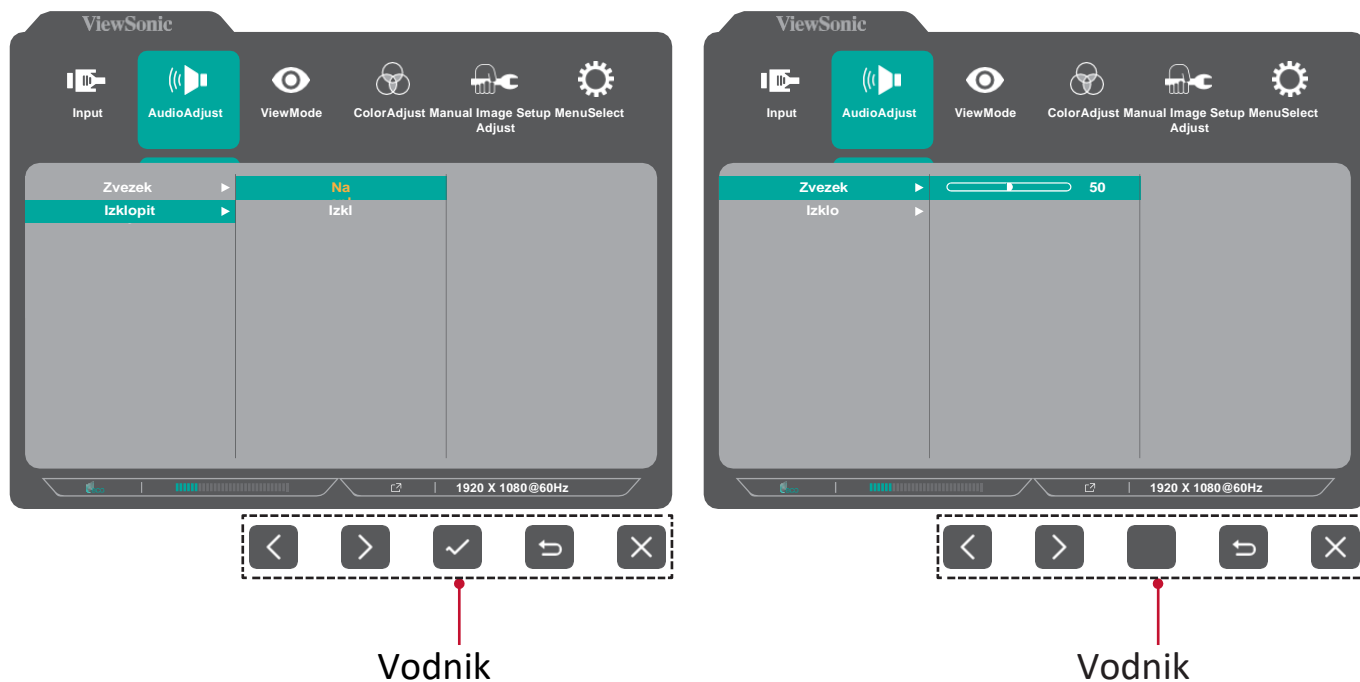 ViewSonic
Input AudioAdjust ViewMode ColorAdjust Manual Image Setup MenuSelect
Adjust
Zvezek Na
Izklopit Izkl
1920 X 1080@60Hz
Vodnik
ViewSonic
Input AudioAdjust ViewMode ColorAdjust Manual Image Setup MenuSelect
Adjust
Zvezek 50
Izklo
1920 X 1080@60Hz
Vodnik